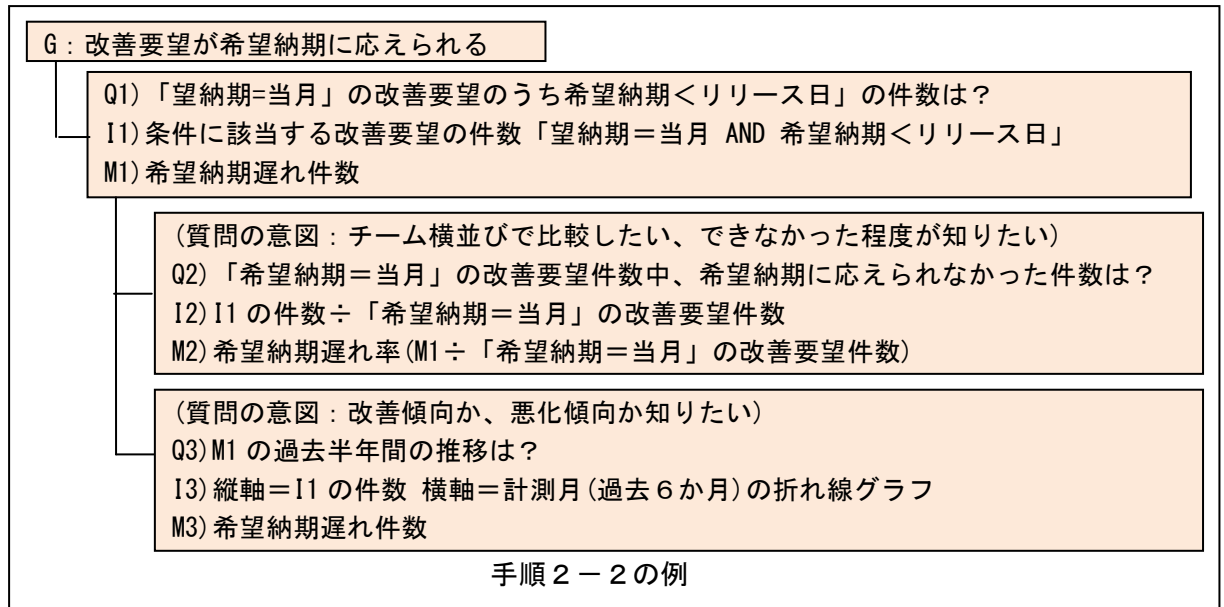 G：改善要望が希望納期に応えられる
Q1)「望納期=当月」の改善要望のうち希望納期＜リリース日」の件数は？
I1)条件に該当する改善要望の件数「望納期＝当月 AND 希望納期＜リリース日」
M1)希望納期遅れ件数
(質問の意図：チーム横並びで比較したい、できなかった程度が知りたい)
Q2)「希望納期＝当月」の改善要望件数中、希望納期に応えられなかった件数は？
I2)I1 の件数÷「希望納期＝当月」の改善要望件数
M2)希望納期遅れ率(M1÷「希望納期＝当月」の改善要望件数)
(質問の意図：改善傾向か、悪化傾向か知りたい)
Q3)M1 の過去半年間の推移は？
I3)縦軸＝I1 の件数 横軸＝計測月(過去６か月)の折れ線グラフ
M3)希望納期遅れ件数
手順２－２の例